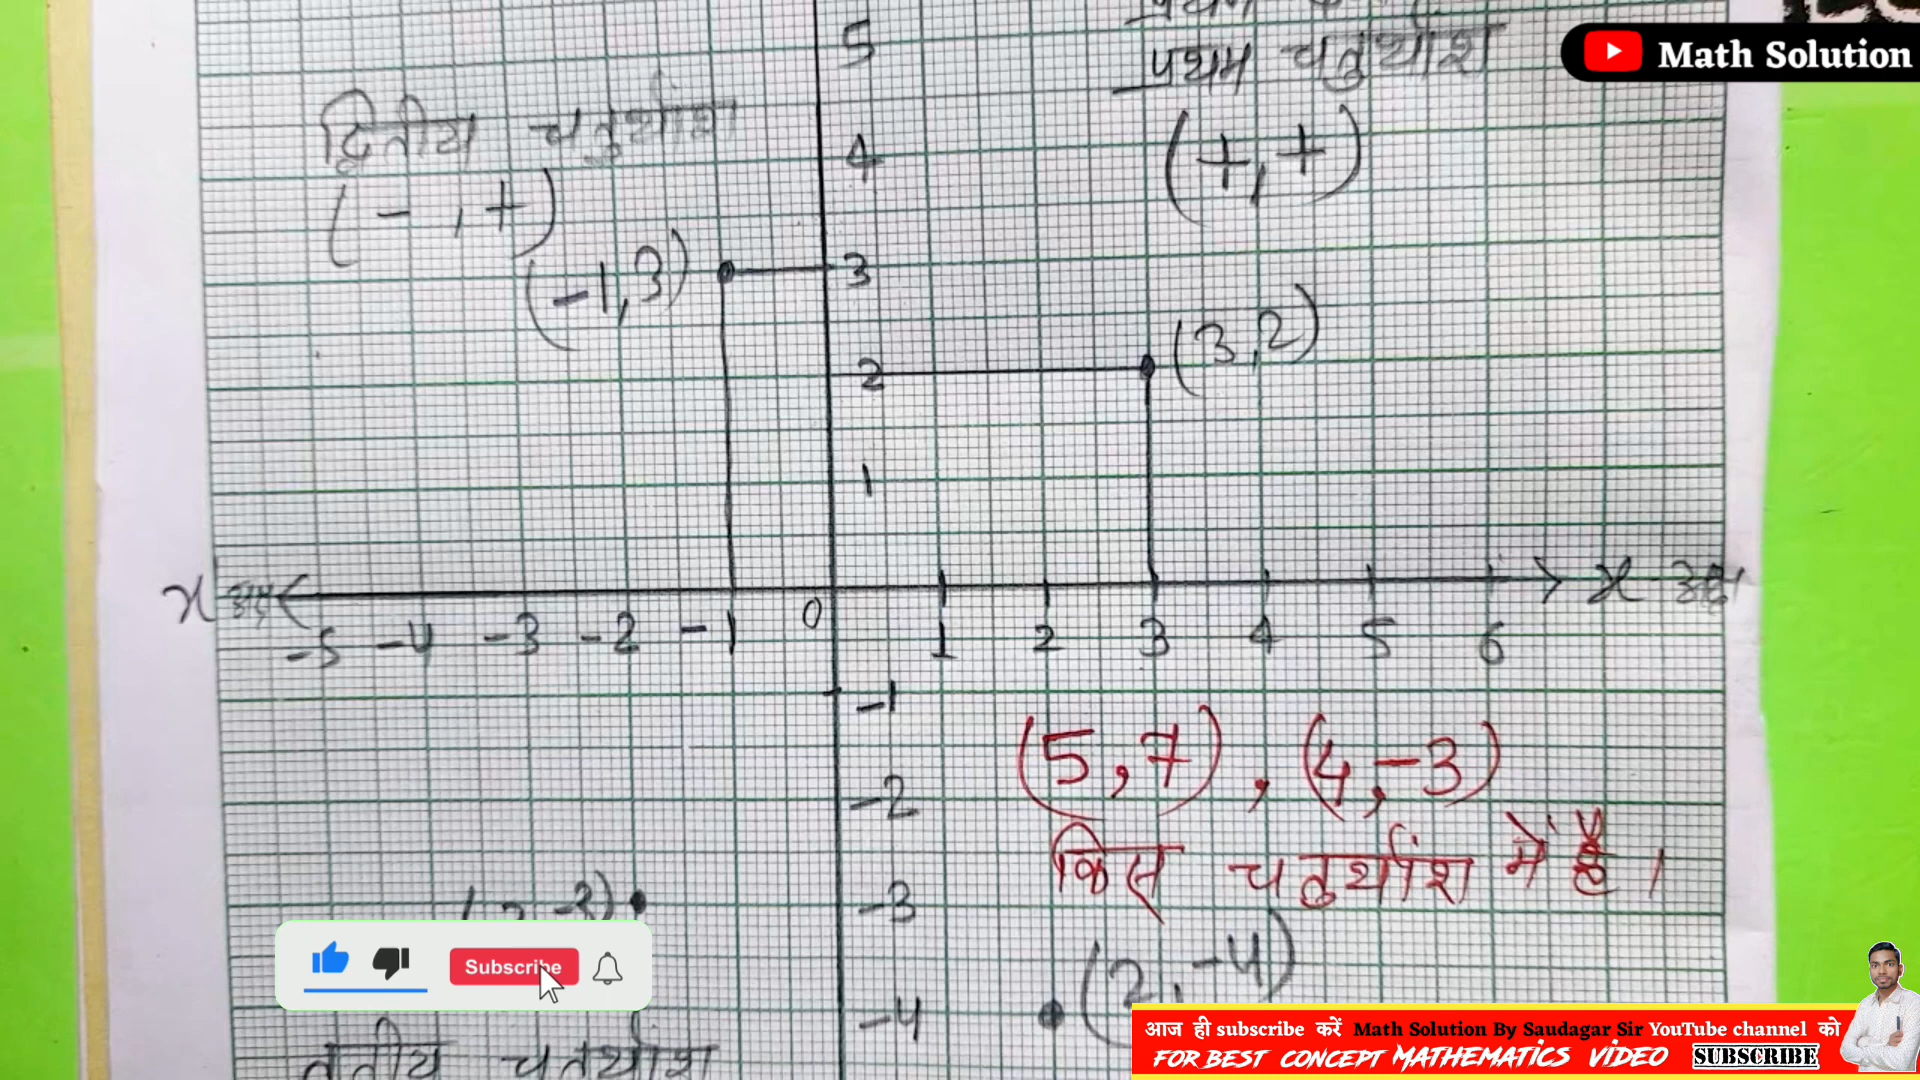 5
प्रथम चतुर्थांश
Math Solution
द्वितीय चतुर्थांश
4
(+,+)
(-,+)
(-1,3)
3
(3,2)
2
1
x अक्ष
x अक्ष
-5 -4 -3 -2 -1 0 1 2 3 4 5 6
-1
(5,7), (4,-3)
-2
किस चतुर्थांश में है।
-3
(2,-4)
Subscribe
-4
तृतीय चतुर्थांश
आज ही subscribe करें Math Solution By Saudagar Sir YouTube channel को
FOR BEST CONCEPT MATHEMATICS VIDEO SUBSCRIBE